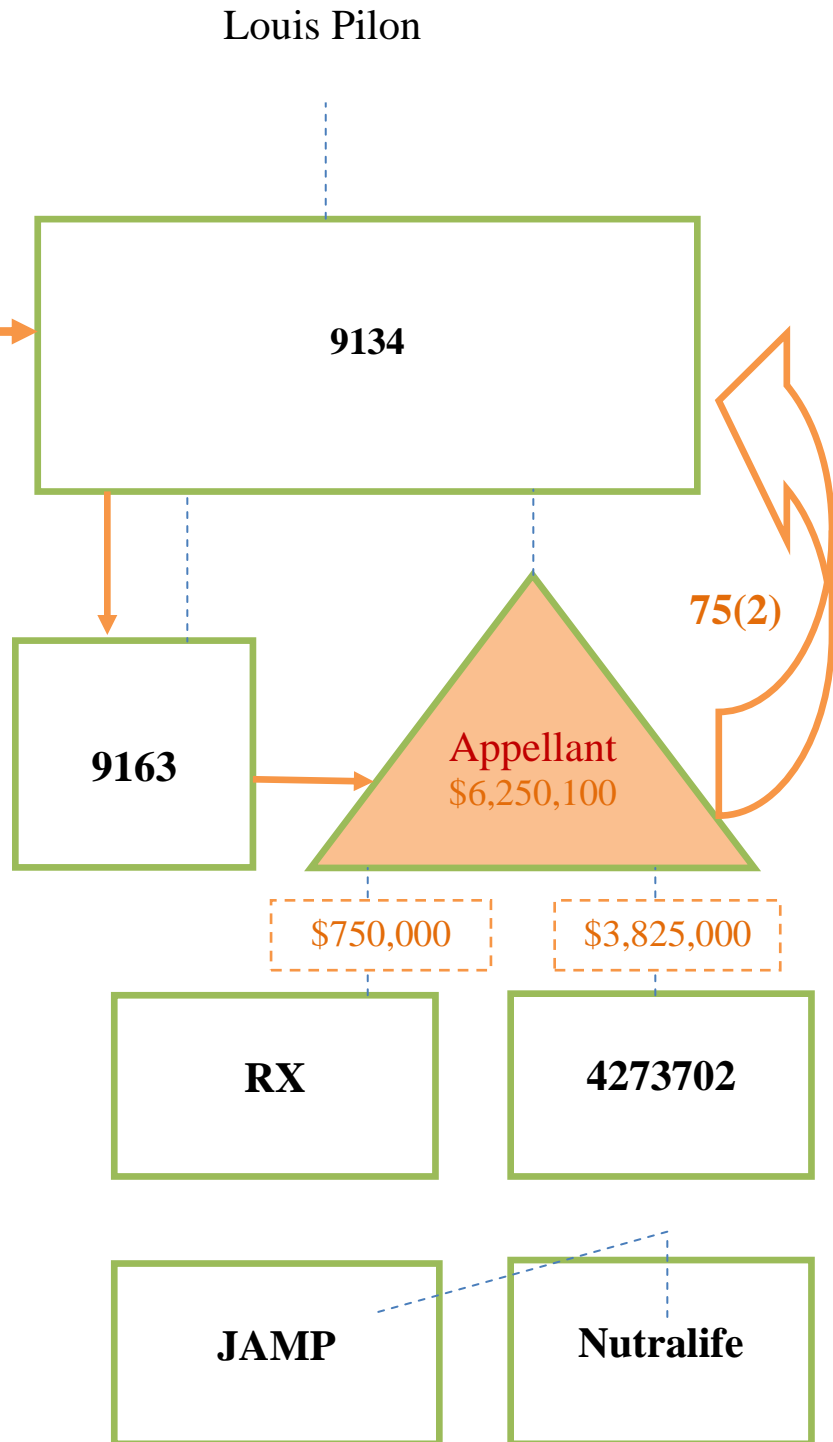 Louis Pilon
9134
75(2)
9163
Appellant
$6,250,100
$750,000
$3,825,000
RX
4273702
JAMP
Nutralife